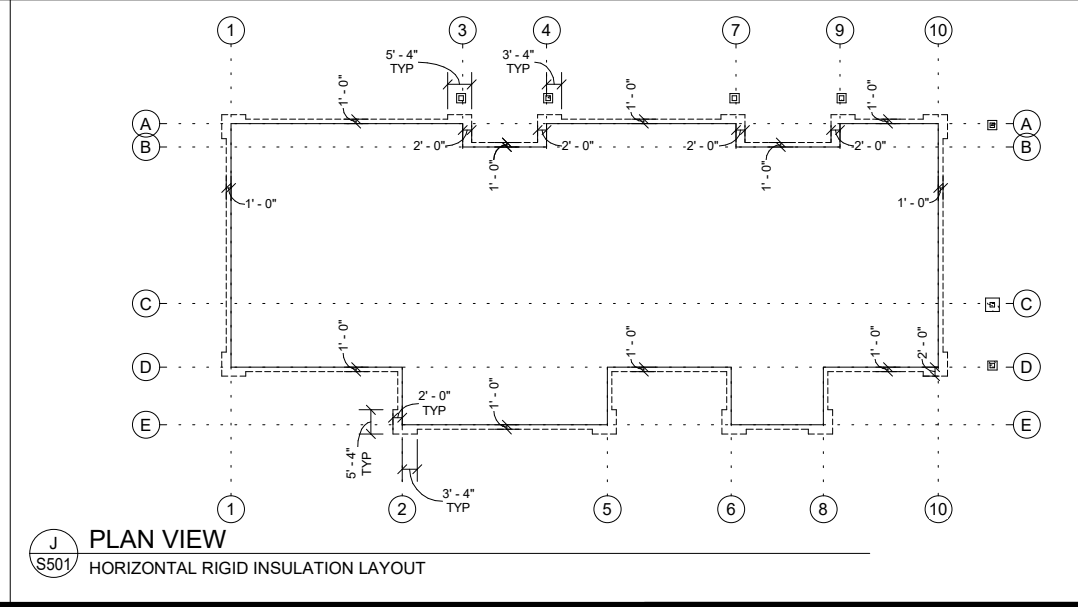 1 3 4 7 9 10
5' - 4" TYP 3' - 4" TYP
1' - 0" 1' - 0" 1' - 0"
A A
B 2' - 0" 2' - 0" 2' - 0" 2' - 0" B
1' - 0" 1' - 0"
1' - 0" 1' - 0"
C C
1' - 0" 1' - 0" 1' - 0" 2' - 0"
D D
2' - 0" TYP 1' - 0"
E E
5' - 4" TYP
3' - 4" TYP
1 2 5 6 8 10
J
S501
PLAN VIEW
HORIZONTAL RIGID INSULATION LAYOUT